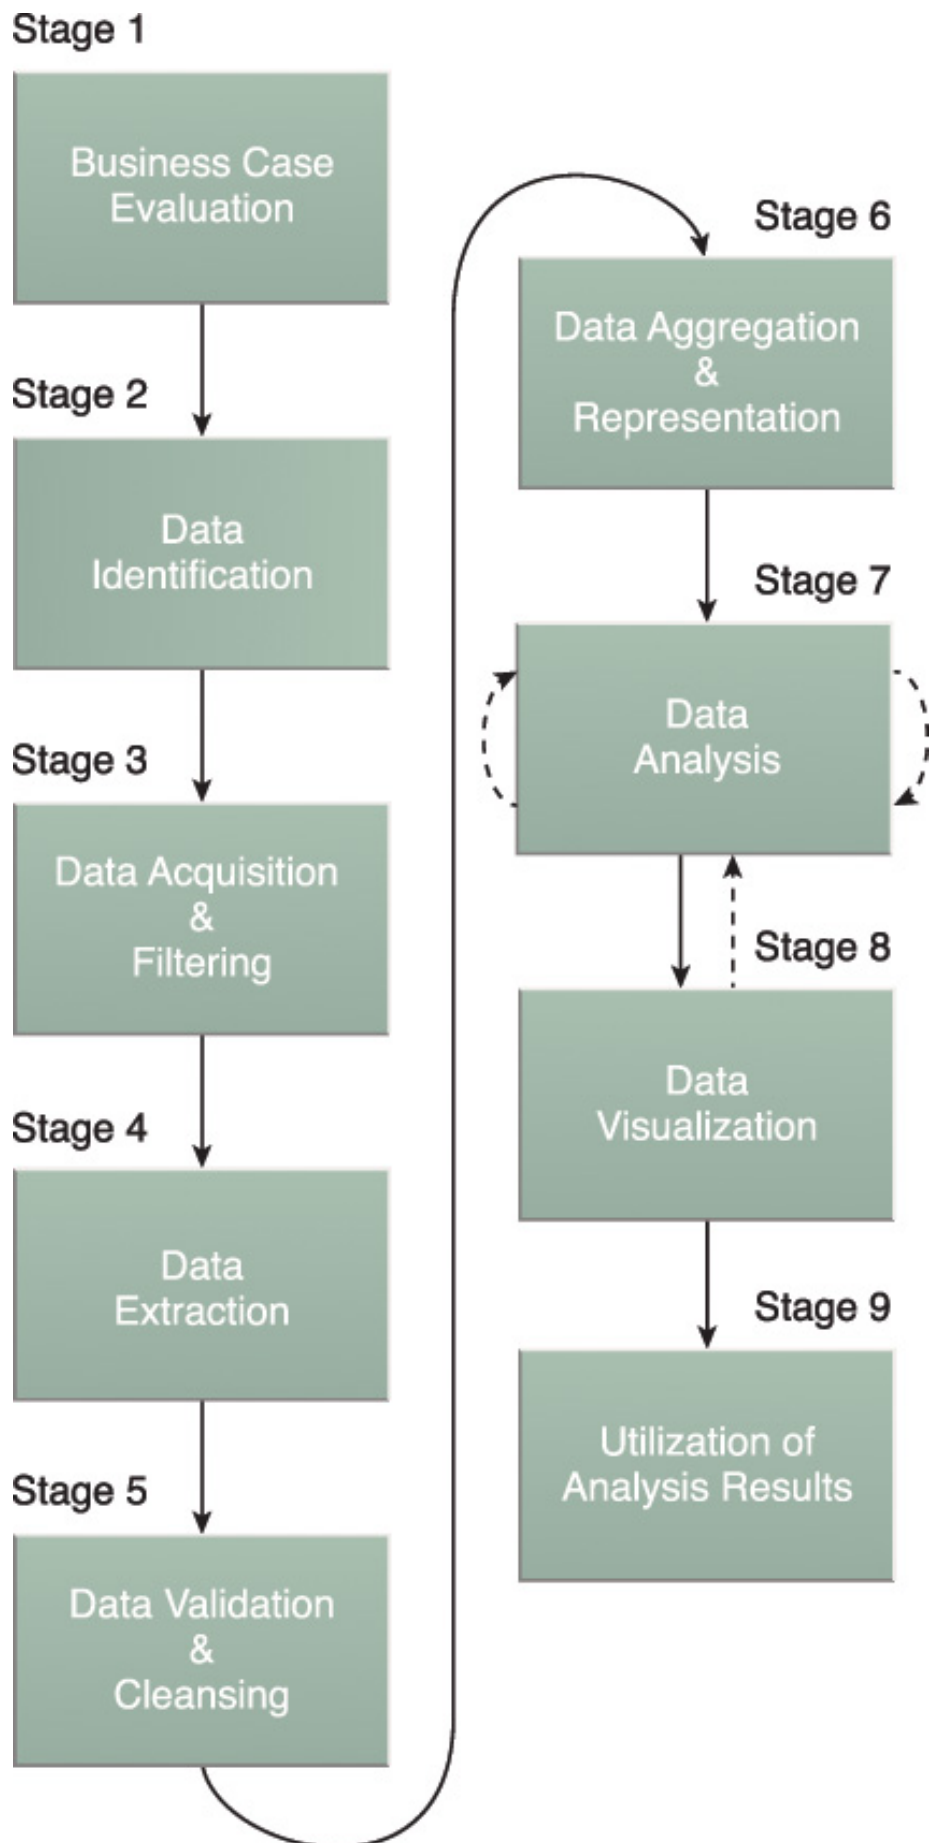 Stage 1
Business Case
Evaluation
Stage 2
Data
Identification
Stage 3
Data Acquisition
&
Filtering
Stage 4
Data
Extraction
Stage 5
Data Validation
&
Cleansing
Stage 6
Data Aggregation
&
Representation
Stage 7
Data
Analysis
Stage 8
Data
Visualization
Stage 9
Utilization of
Analysis Results